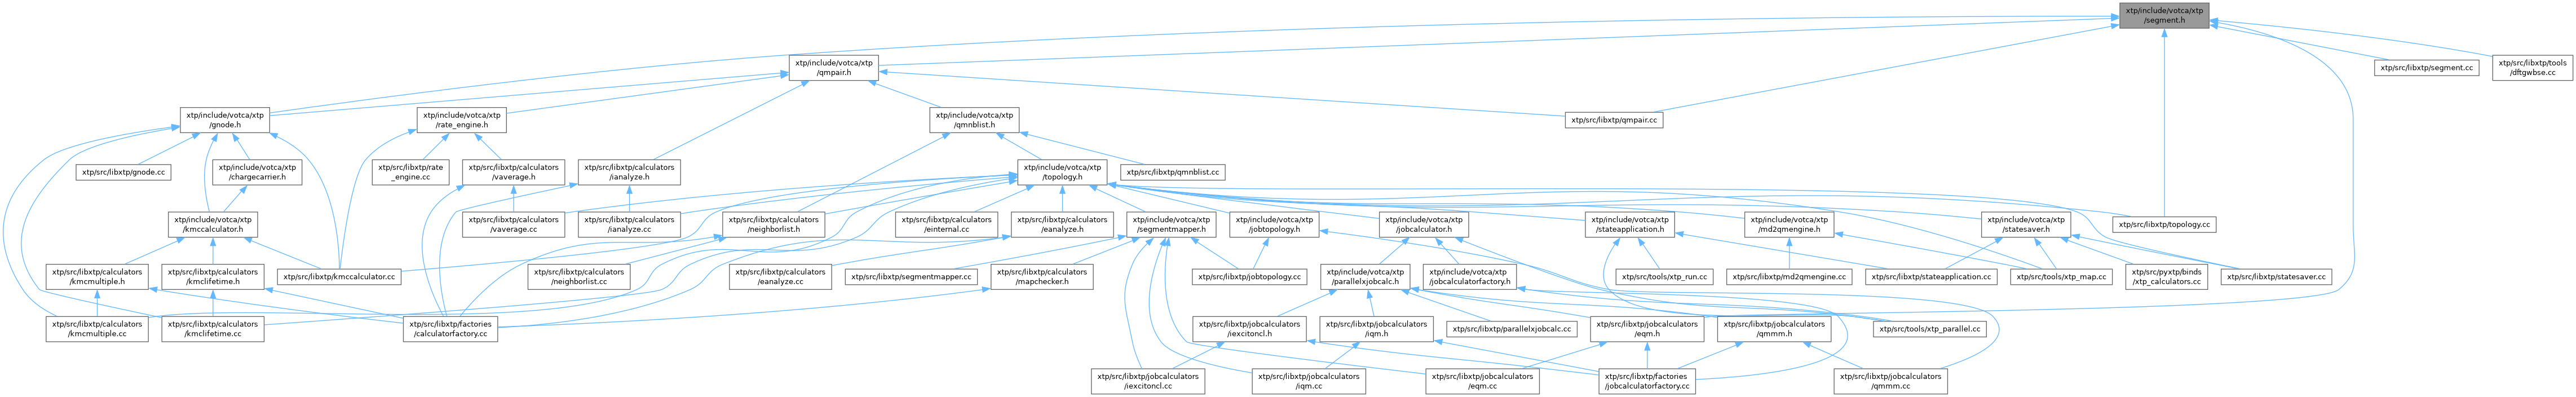 xtp/include/votca/xtp
/segment.h
xtp/include/votca/xtp
/qmpair.h
xtp/src/libxtp/segment.cc
xtp/src/libxtp/tools
/dftgwbse.cc
xtp/include/votca/xtp
/gnode.h
xtp/include/votca/xtp
/rate_engine.h
xtp/include/votca/xtp
/qmnblist.h
xtp/src/libxtp/qmpair.cc
xtp/src/libxtp/gnode.cc
xtp/include/votca/xtp
/chargecarrier.h
xtp/src/libxtp/rate
_engine.cc
xtp/src/libxtp/calculators
/vaverage.h
xtp/src/libxtp/calculators
/ianalyze.h
xtp/include/votca/xtp
/topology.h
xtp/src/libxtp/qmnblist.cc
xtp/include/votca/xtp
/kmccalculator.h
xtp/src/libxtp/calculators
/vaverage.cc
xtp/src/libxtp/calculators
/ianalyze.cc
xtp/src/libxtp/calculators
/neighborlist.h
xtp/src/libxtp/calculators
/einternal.cc
xtp/src/libxtp/calculators
/eanalyze.h
xtp/include/votca/xtp
/segmentmapper.h
xtp/include/votca/xtp
/jobtopology.h
xtp/include/votca/xtp
/jobcalculator.h
xtp/include/votca/xtp
/stateapplication.h
xtp/include/votca/xtp
/md2qmengine.h
xtp/include/votca/xtp
/statesaver.h
xtp/src/libxtp/topology.cc
xtp/src/libxtp/calculators
/kmcmultiple.h
xtp/src/libxtp/calculators
/kmclifetime.h
xtp/src/libxtp/kmccalculator.cc
xtp/src/libxtp/calculators
/neighborlist.cc
xtp/src/libxtp/calculators
/eanalyze.cc
xtp/src/libxtp/segmentmapper.cc
xtp/src/libxtp/calculators
/mapchecker.h
xtp/src/libxtp/jobtopology.cc
xtp/include/votca/xtp
/parallelxjobcalc.h
xtp/include/votca/xtp
/jobcalculatorfactory.h
xtp/src/tools/xtp_run.cc
xtp/src/libxtp/md2qmengine.cc
xtp/src/libxtp/stateapplication.cc
xtp/src/tools/xtp_map.cc
xtp/src/pyxtp/binds
/xtp_calculators.cc
xtp/src/libxtp/statesaver.cc
xtp/src/libxtp/calculators
/kmcmultiple.cc
xtp/src/libxtp/calculators
/kmclifetime.cc
xtp/src/libxtp/factories
/calculatorfactory.cc
xtp/src/libxtp/jobcalculators
/iexcitoncl.h
xtp/src/libxtp/jobcalculators
/iqm.h
xtp/src/libxtp/parallelxjobcalc.cc
xtp/src/libxtp/jobcalculators
/eqm.h
xtp/src/libxtp/jobcalculators
/qmmm.h
xtp/src/tools/xtp_parallel.cc
xtp/src/libxtp/jobcalculators
/iexcitoncl.cc
xtp/src/libxtp/jobcalculators
/iqm.cc
xtp/src/libxtp/jobcalculators
/eqm.cc
xtp/src/libxtp/factories
/jobcalculatorfactory.cc
xtp/src/libxtp/jobcalculators
/qmmm.cc